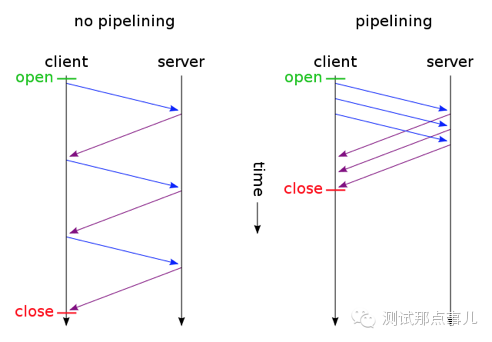 no pipelining
pipelining
client
server
client
server
open
open
time
close
close
测试那点事儿